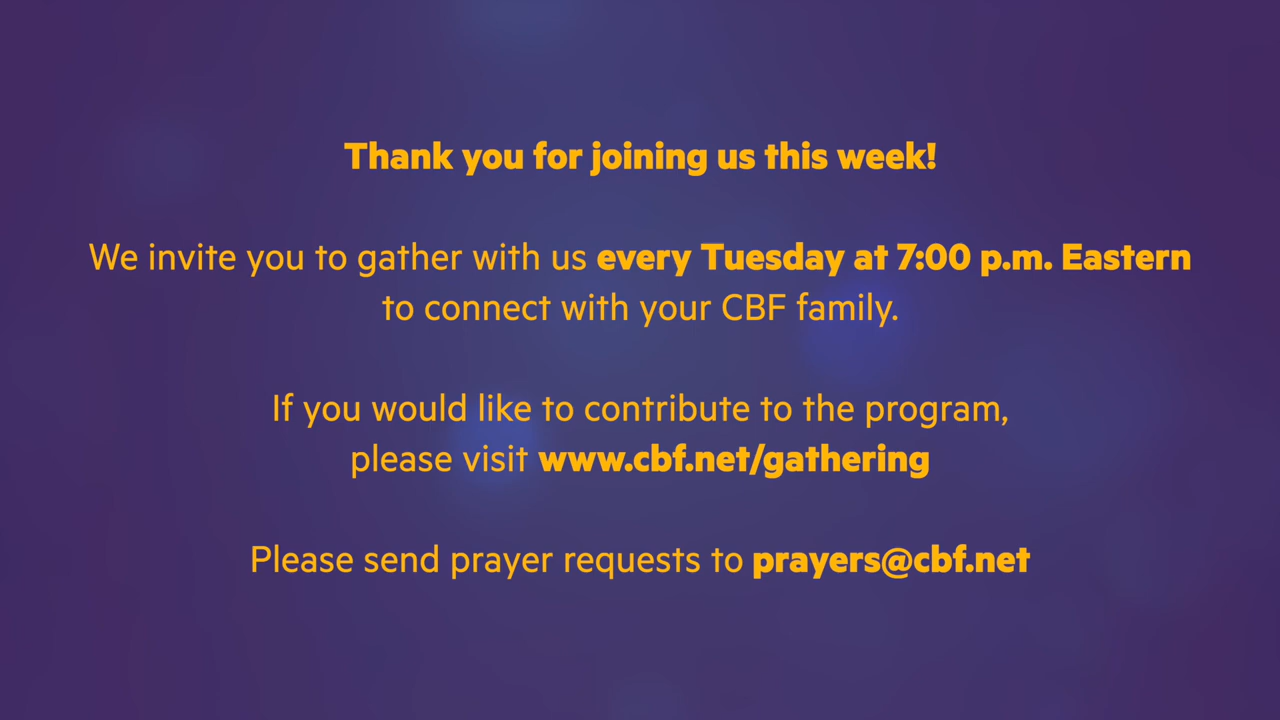 Thank you for joining us this week!
We invite you to gather with us every Tuesday at 7:00 p.m. Eastern
to connect with your CBF family.
If you would like to contribute to the program,
please visit www.cbf.net/gathering
Please send prayer requests to prayers@cbf.net